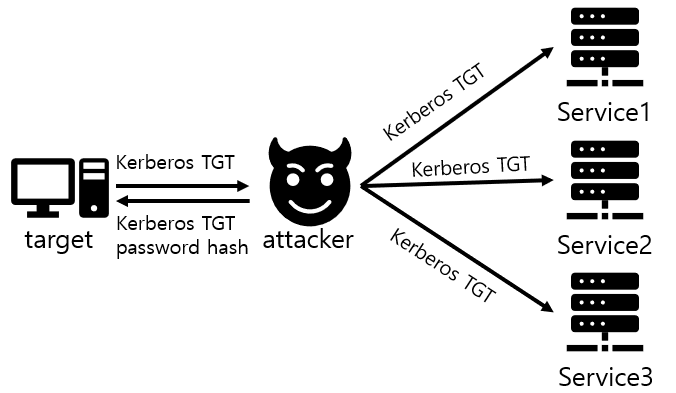 Kerberos TGT
Kerberos TGT
password hash
target
attacker
Kerberos TGT
Kerberos TGT
Kerberos TGT
Service1
Service2
Service3